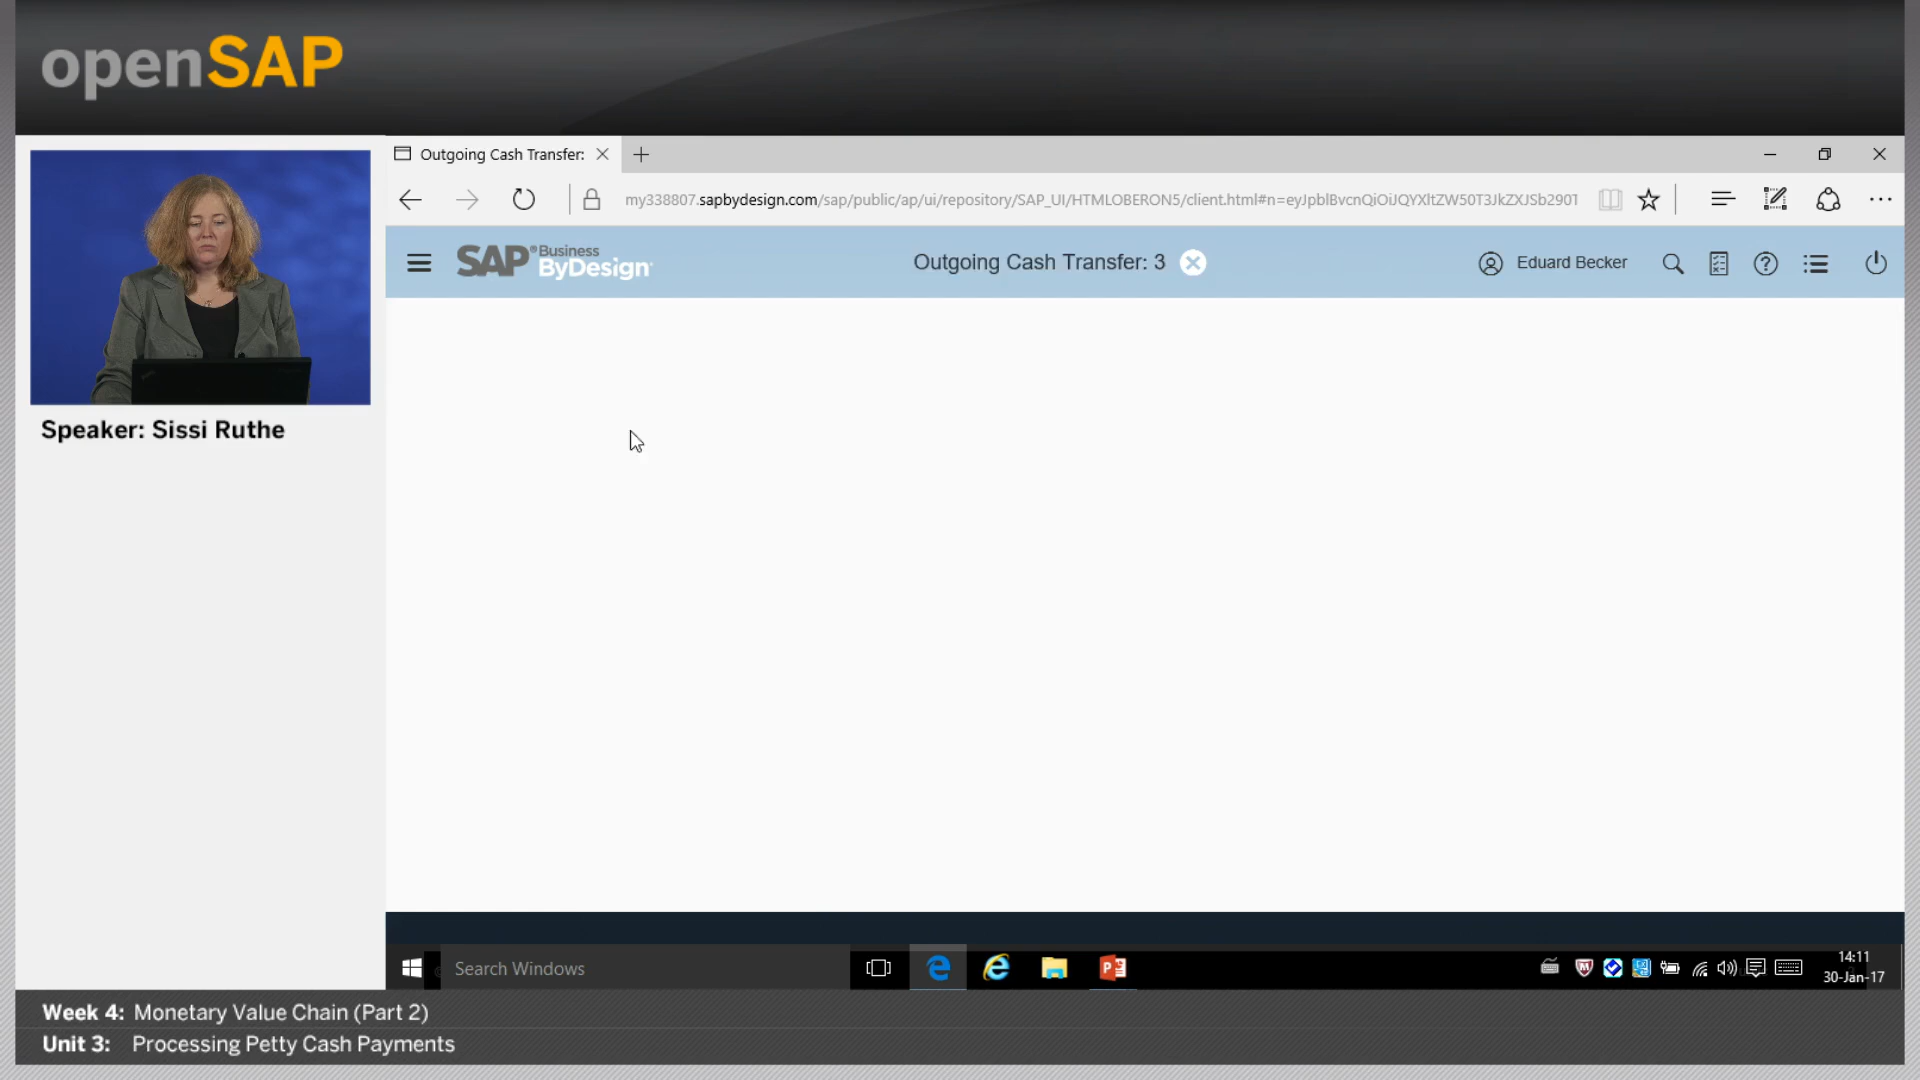 openSAP
Outgoing Cash Transfer:
my338807.sapbydesign.com/sap/public/ap/ui/repository/SAP_UI/HTMLOBERON5/client.html#n=
SAP Business ByDesign
Outgoing Cash Transfer: 3
Eduard Becker
Speaker: Sissi Ruthe
Search Windows
14:11
30-Jan-17
Week 4: Monetary Value Chain (Part 2)
Unit 3: Processing Petty Cash Payments